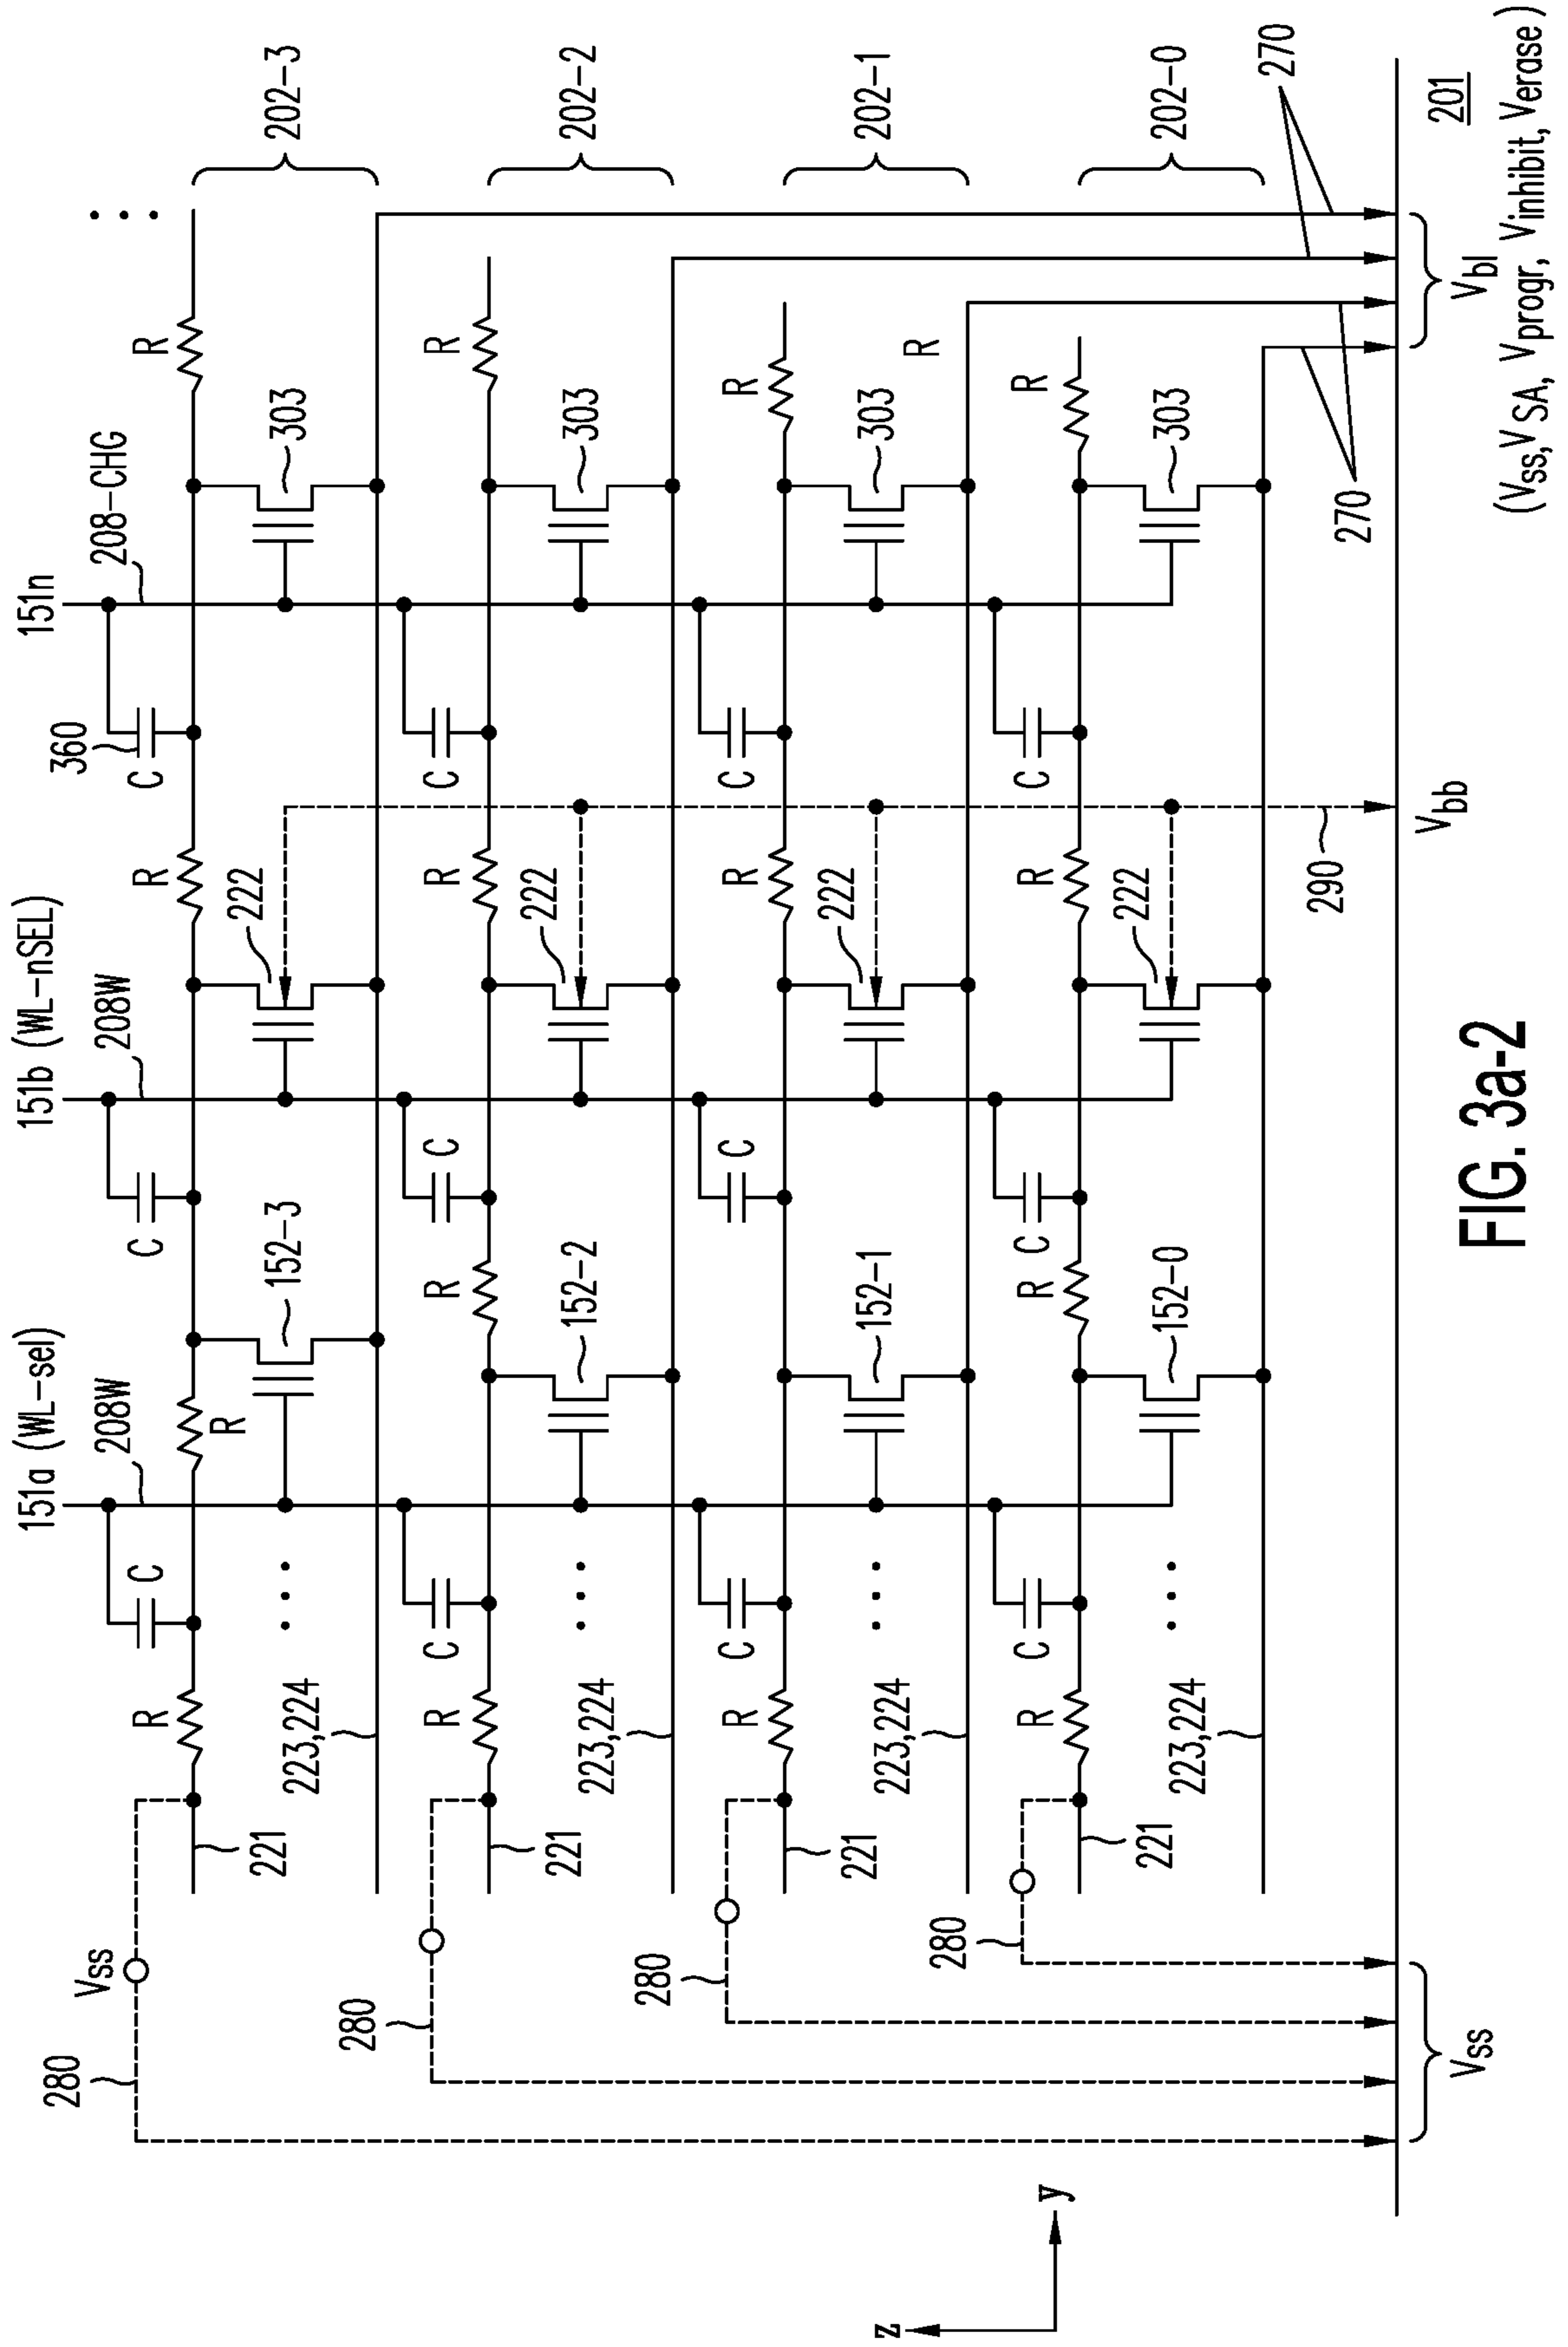 151a (WL-sel)
151b (WL-nSEL)
151n
280
Vss
208W
208W
360
208-CHG
R
C
C
R
C
R
R
222
221
152-3
303
202-3
223,224
280
R
C
R
C
R
C
R
221
152-2
222
303
202-2
223,224
280
R
C
C
R
C
R
221
152-1
222
303
202-1
223,224
R
280
R
C
R
C
R
C
R
221
152-0
222
303
202-0
223,224
z
y
270
290
270
201
Vss
Vbb
Vbl
(Vss, VSA, Vprogr, Vinhibit, Verase)
FIG. 3a-2